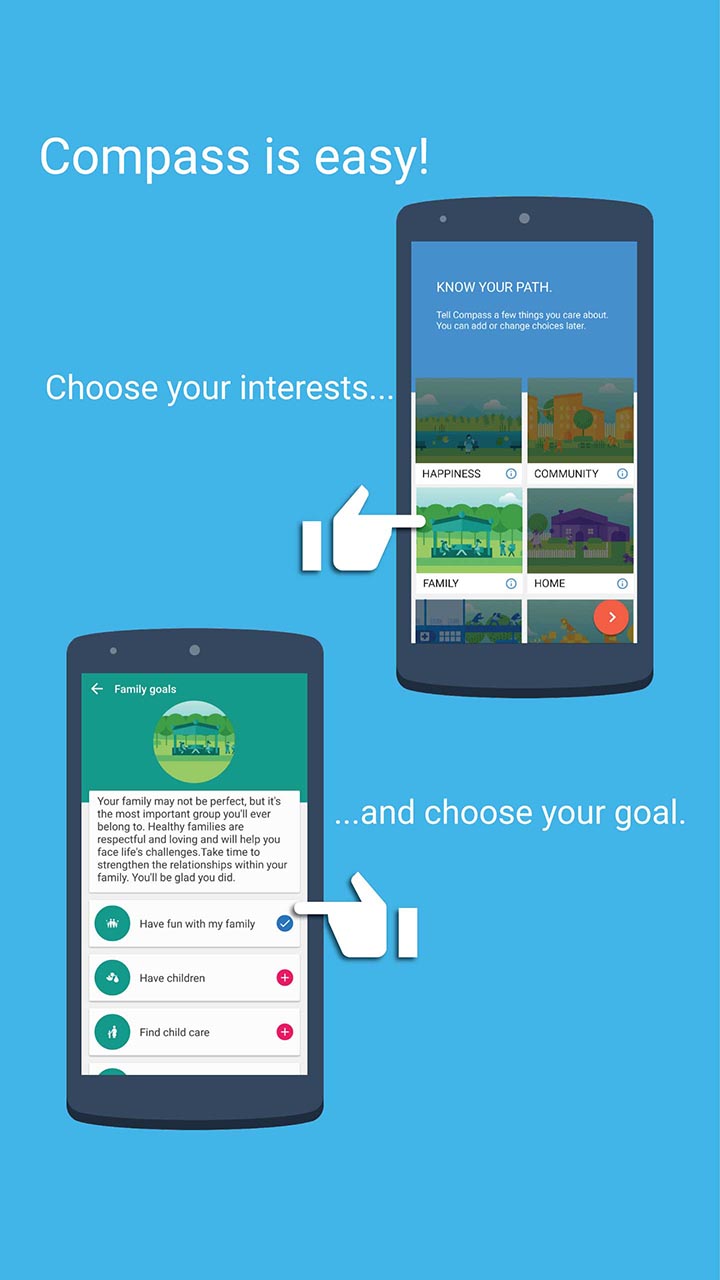 Compass is easy!
KNOW YOUR PATH.
Tell Compass a few things you care about.
You can add or change choices later.
Choose your interests...
HAPPINESS
COMMUNITY
FAMILY
HOME
Family goals
Your family may not be perfect, but it's
the most important group you'll ever
belong to. Healthy families are
respectful and loving and will help you
face life's challenges.Take time to
strengthen the relationships within your
family. You'll be glad you did.
...and choose your goal.
Have fun with my family
Have children
Find child care